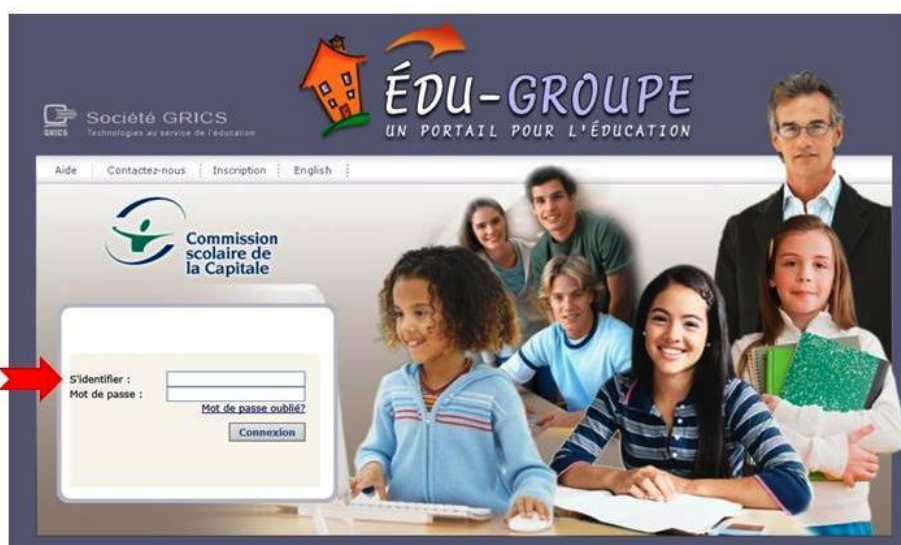 ÉDU-GROUPE
UN PORTAIL POUR L'ÉDUCATION
GRICS
Société GRICS
Technologies au service de l'éducation
Aide Contactez-nous Inscription English
Commission
scolaire de
la Capitale
S'identifier :
Mot de passe :
Mot de passe oublié?
Connexion